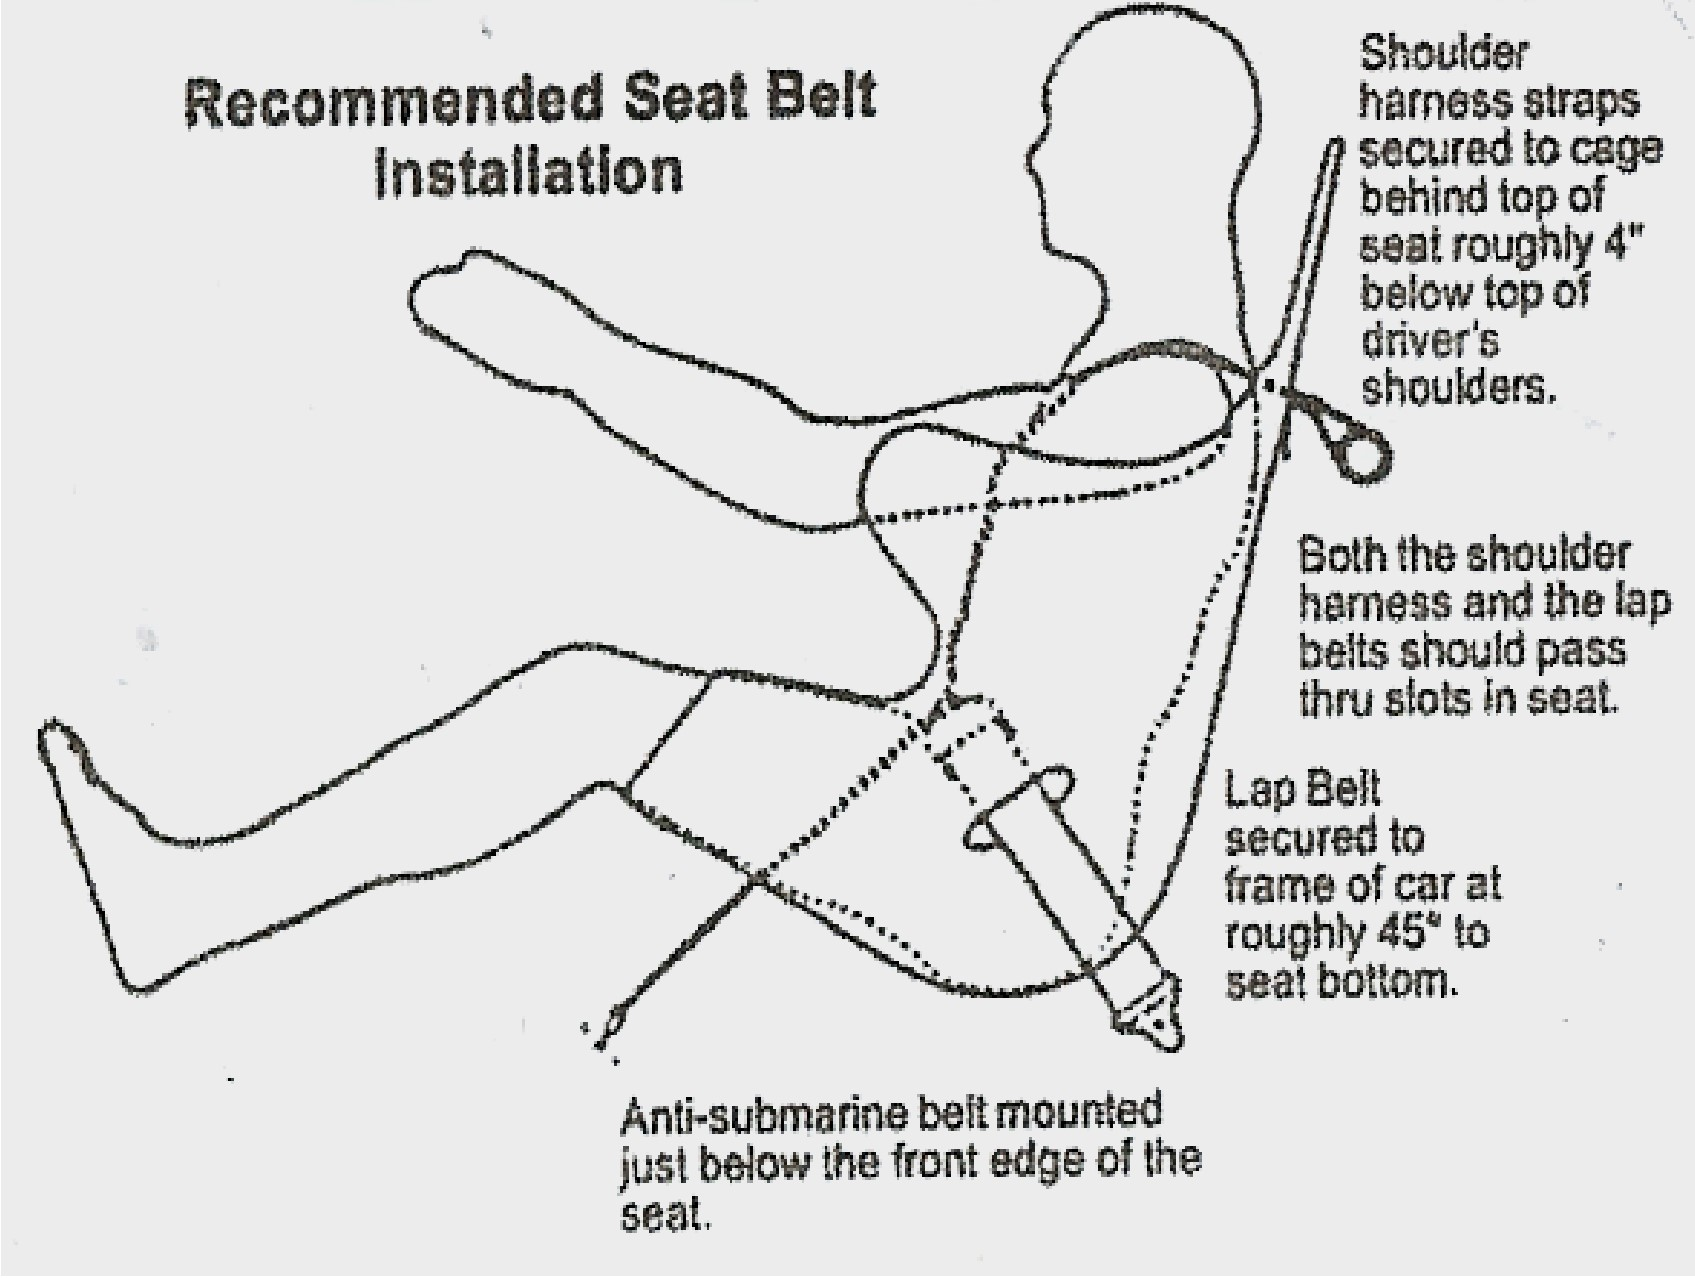 Recommended Seat Belt
Installation
Shoulder
harness straps
secured to cage
behind top of
seat roughly 4"
below top of
driver's
shoulders.
Both the shoulder
harness and the lap
belts should pass
thru slots in seat.
Lap Belt
secured to
frame of car at
roughly 45° to
seat bottom.
Anti-submarine belt mounted
just below the front edge of the
seat.